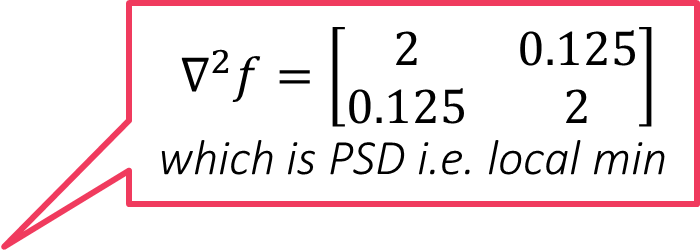 ∇²f = [2 0.125
0.125 2]
which is PSD i.e. local min